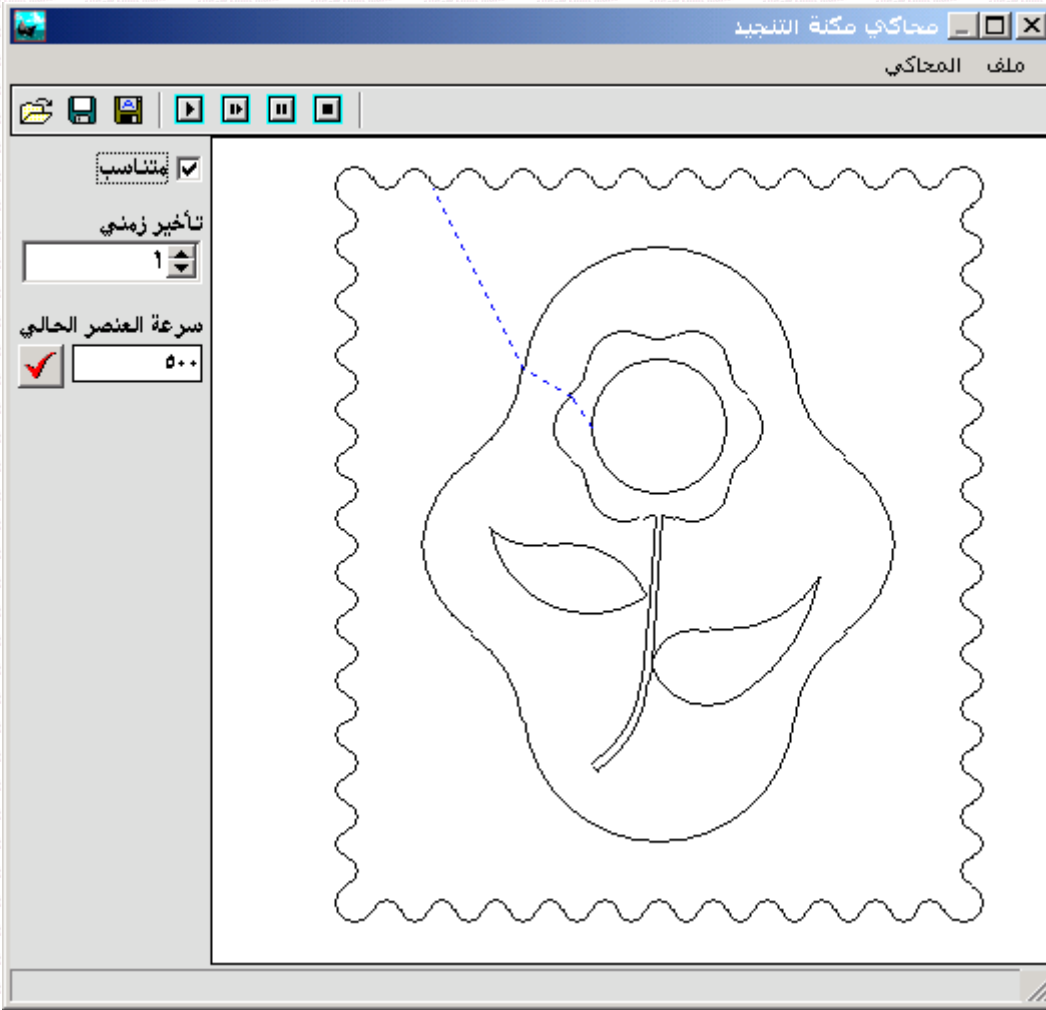 محاكي مكنة التنجيد
ملف المحاكي
متناسب
تأخير زمني
١
سرعة العنصر الحالي
٥٠٠